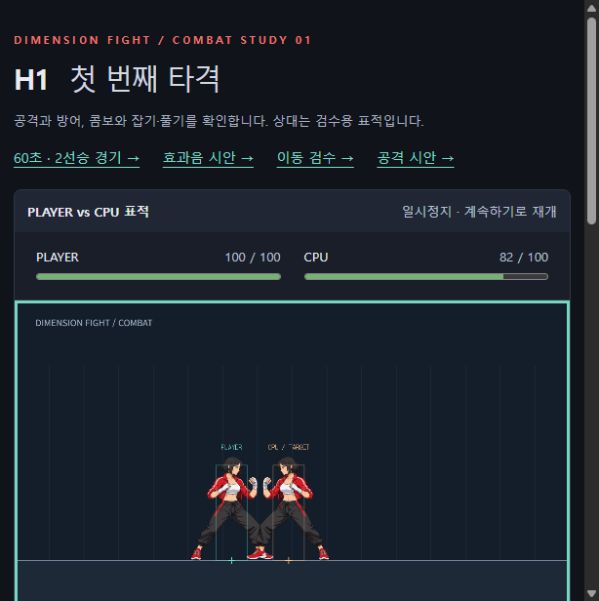 DIMENSION FIGHT / COMBAT STUDY 01
H1 첫 번째 타격
공격과 방어, 콤보와 잡기·풀기를 확인합니다. 상대는 검수용 표적입니다.
60초 · 2선승 경기 → 효과음 시안 → 이동 검수 → 공격 시안 →
PLAYER vs CPU 표적 일시정지 · 계속하기로 재개
PLAYER 100 / 100 CPU 82 / 100
DIMENSION FIGHT / COMBAT
PLAYER CPU / TARGET